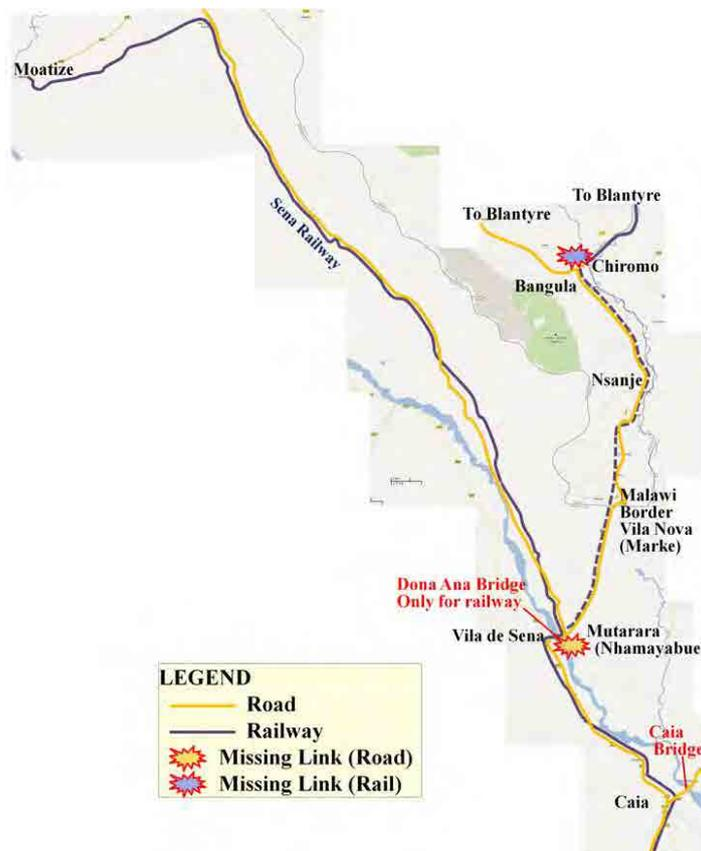 Moatize
Sena Railway
To Blantyre
To Blantyre
Chiromo
Bangula
Nsanje
Malawi
Border
Vila Nova
(Marke)
Dona Ana Bridge
Only for railway
Vila de Sena
Mutarara
(Nhamayabue
LEGEND
Road
Railway
Missing Link (Road)
Missing Link (Rail)
Caia
Bridge
Caia